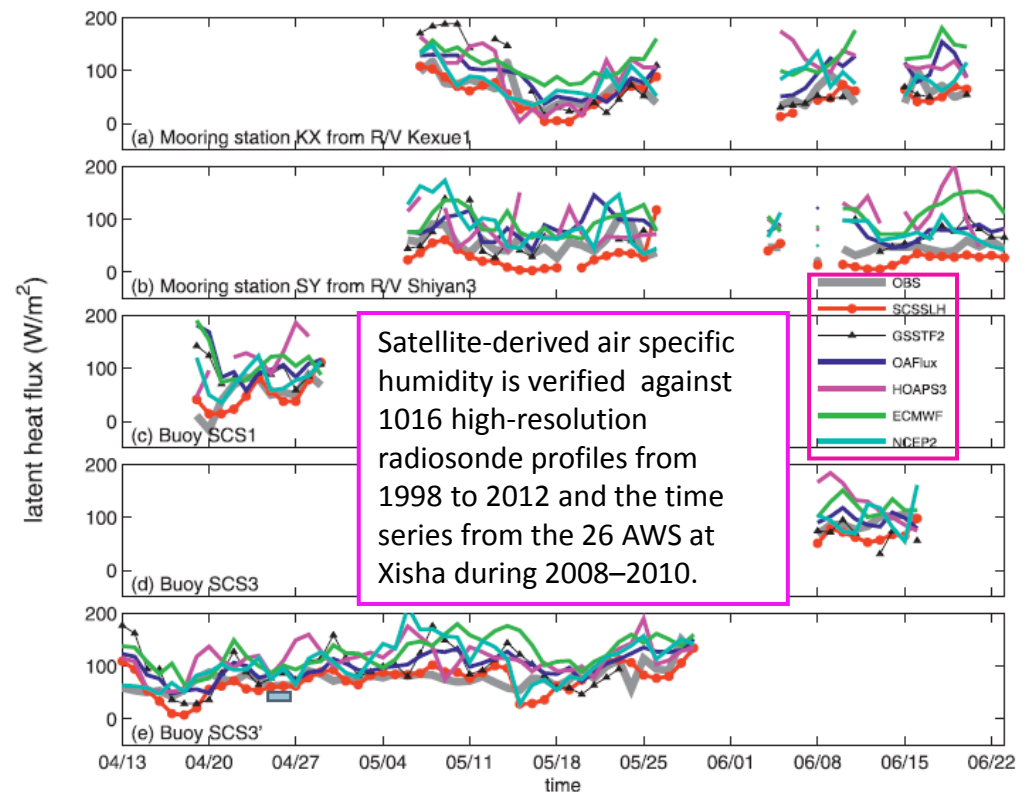 latent heat flux (W/m²)
200
100
0
(a) Mooring station KX from R/V Kexue1
200
100
0
(b) Mooring station SY from R/V Shiyan3
OBS
SCSSLH
GSSTF2
OAFlux
HOAPS3
ECMWF
NCEP2
200
100
0
(c) Buoy SCS1
Satellite-derived air specific
humidity is verified against
1016 high-resolution
radiosonde profiles from
1998 to 2012 and the time
series from the 26 AWS at
Xisha during 2008–2010.
200
100
0
(d) Buoy SCS3
200
100
0
(e) Buoy SCS3'
04/13 04/20 04/27 05/04 05/11 05/18 05/25 06/01 06/08 06/15 06/22
time